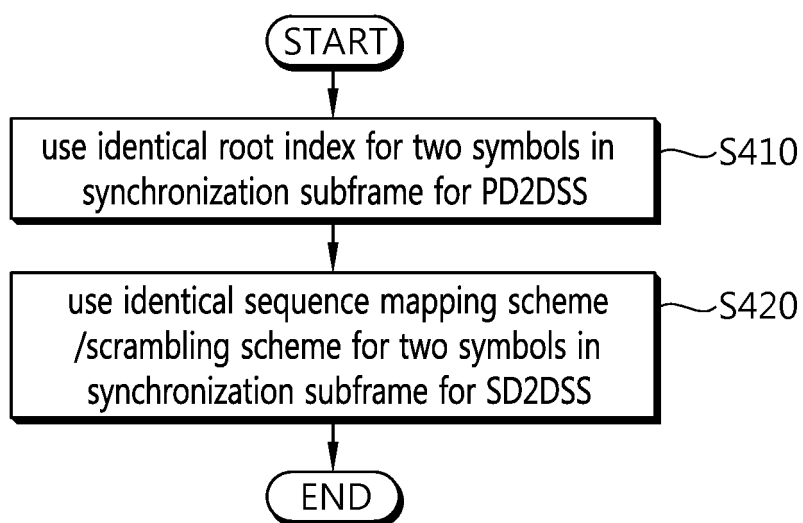 START
use identical root index for two symbols in
synchronization subframe for PD2DSS
S410
use identical sequence mapping scheme
/scrambling scheme for two symbols in
synchronization subframe for SD2DSS
S420
END